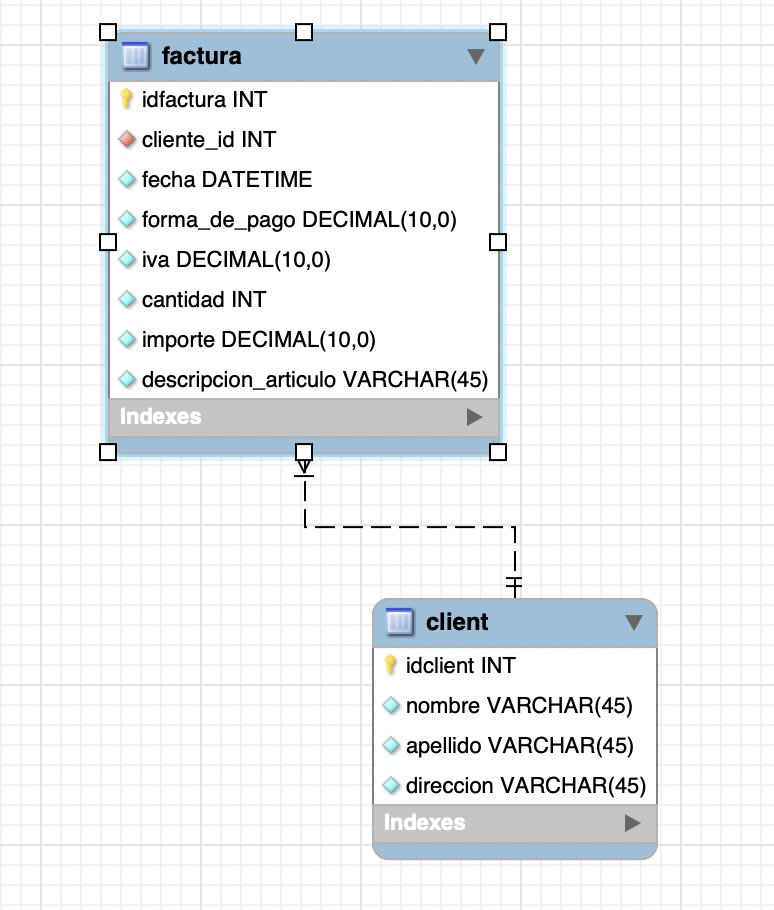 factura
idfactura INT
cliente_id INT
fecha DATETIME
forma_de_pago DECIMAL(10,0)
iva DECIMAL(10,0)
cantidad INT
importe DECIMAL(10,0)
descripcion_articulo VARCHAR(45)
Indexes
client
idclient INT
nombre VARCHAR(45)
apellido VARCHAR(45)
direccion VARCHAR(45)
Indexes